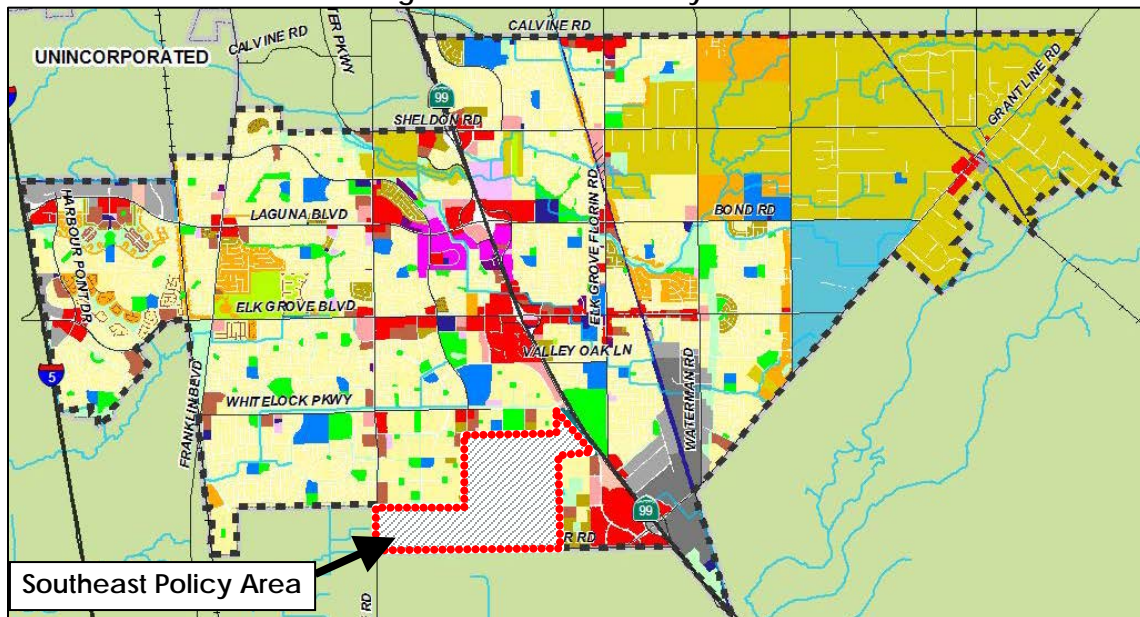 CALVINE RD
UNINCORPORATED
CALVINE RD
TER PKWY
GRANT LINE RD
99
SHELDON RD
HARBOUR POINT DR
LAGUNA BLVD
ELK GROVE FLORIN RD
BOND RD
ELK GROVE BLVD
VALLEY OAK LN
5
FRANKLIN BLVD
WHITELOCK PKWY
WATERMAN RD
99
R RD
Southeast Policy Area
RD